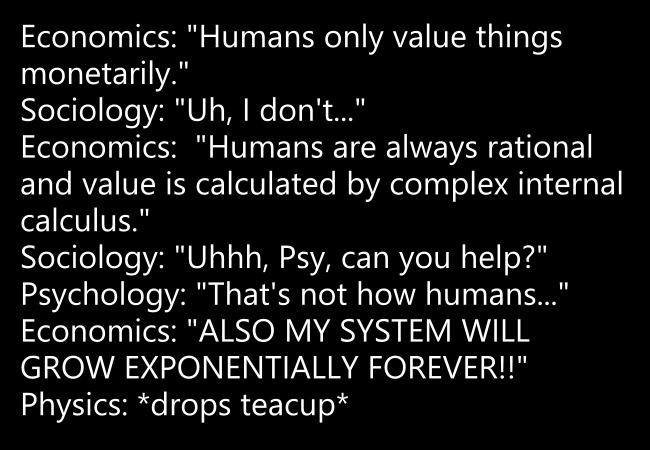 Economics: "Humans only value things
monetarily."
Sociology: "Uh, I don't..."
Economics:  "Humans are always rational
and value is calculated by complex internal
calculus."
Sociology: "Uhhh, Psy, can you help?"
Psychology: "That's not how humans..."
Economics: "ALSO MY SYSTEM WILL
GROW EXPONENTIALLY FOREVER!!"
Physics: *drops teacup*